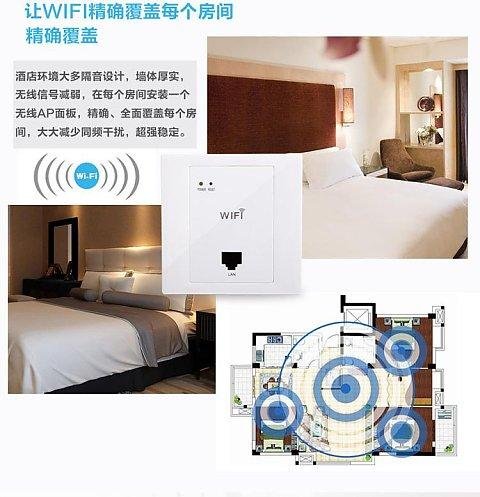 让WIFI精确覆盖每个房间
精确覆盖
酒店环境大多隔音设计，墙体厚实，
无线信号减弱，在每个房间安装一个
无线AP面板，精确、全面覆盖每个房
间，大大减少同频干扰，超强稳定。
Wi-Fi
WIFI
LAN